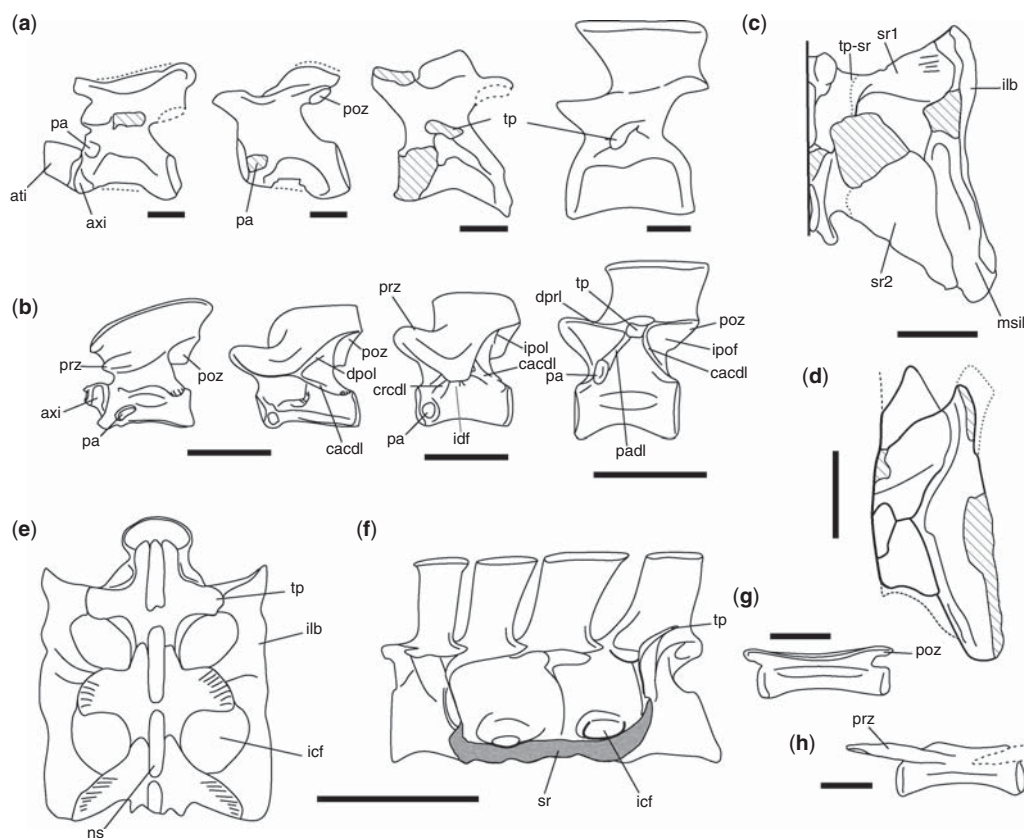 (a)
pa
ati
axi
poz
pa
tp
(c)
tp-sr
sr1
ilb
sr2
msil
(b)
prz
axi
pa
poz
poz
dpol
cacdl
prz
ipol
cacdl
crcdl
pa
idf
tp
dprl
poz
ipof
cacdl
pa
padl
(d)
(e)
tp
ilb
icf
ns
(f)
tp
sr
icf
(g)
poz
(h)
prz